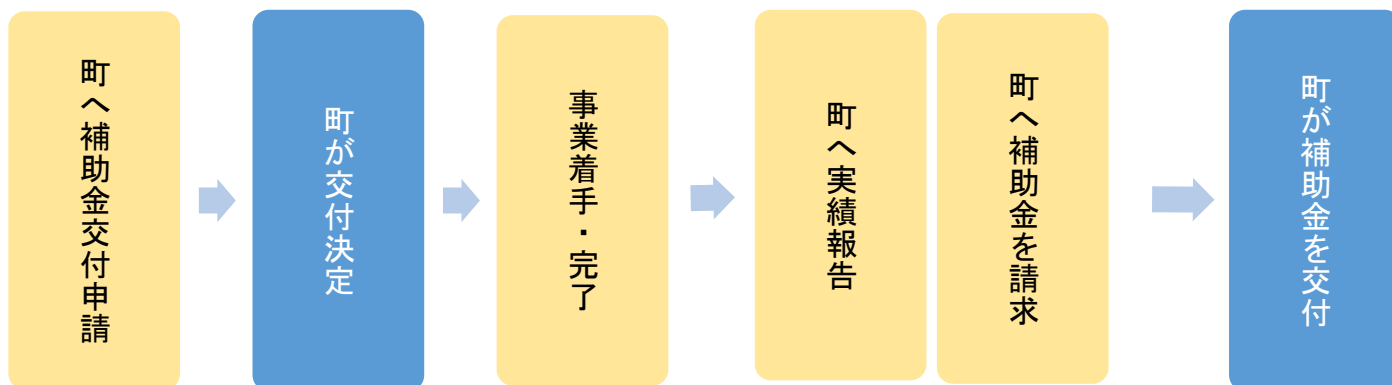 町へ補助金交付申請
町が交付決定
事業着手・完了
町へ実績報告
町へ補助金を請求
町が補助金を交付